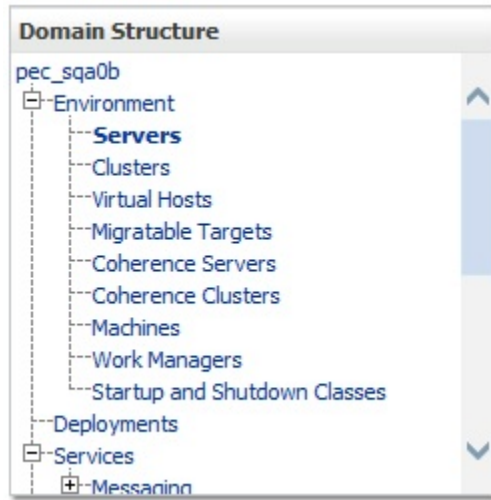 Domain Structure
pec_sqa0b
Environment
Servers
Clusters
Virtual Hosts
Migratable Targets
Coherence Servers
Coherence Clusters
Machines
Work Managers
Startup and Shutdown Classes
Deployments
Services
Messaging